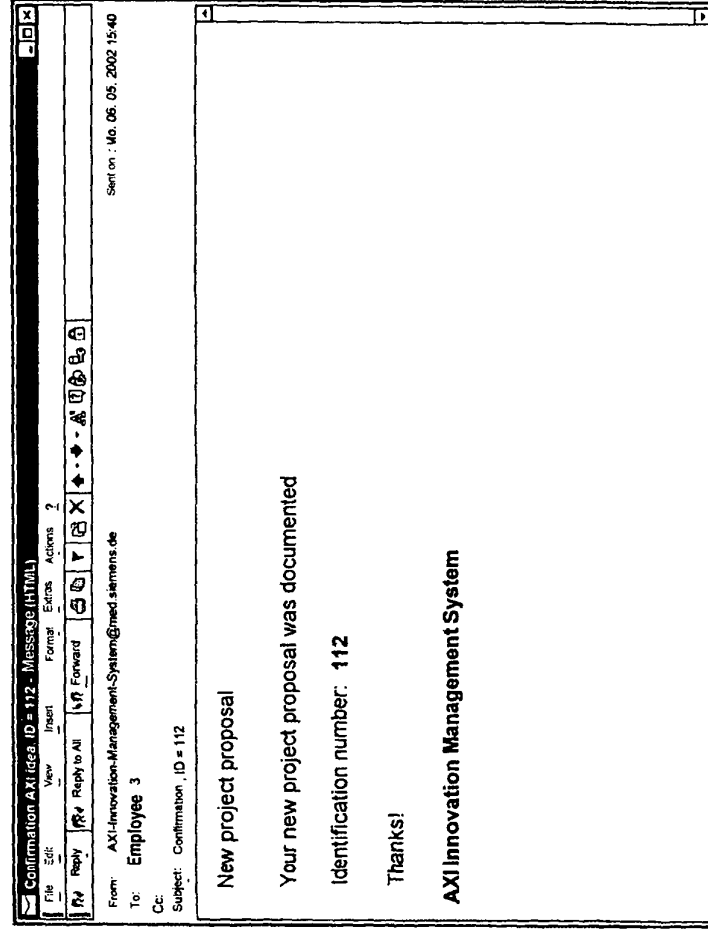 Confirmation AXI idea, ID = 112 - Message (HTML)
File Edit View Insert Format Extras Actions ?
Reply Reply to All Forward
From: AXI-Innovation-Management-System@med.siemens.de Sent on : Mo. 06. 05. 2002 15:40
To: Employee 3
Cc:
Subject: Confirmation , ID = 112
New project proposal
Your new project proposal was documented
Identification number: 112
Thanks!
AXI Innovation Management System